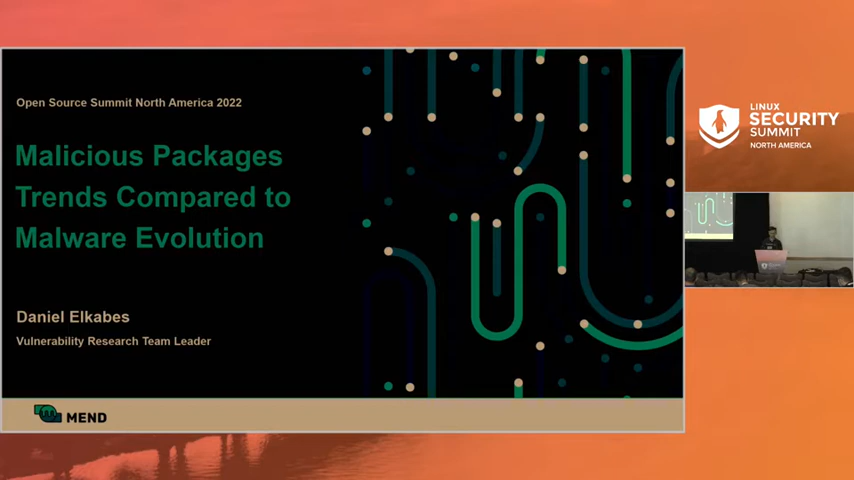 Open Source Summit North America 2022
Malicious Packages
Trends Compared to
Malware Evolution
Daniel Elkabes
Vulnerability Research Team Leader
MEND
LINUX
SECURITY
SUMMIT
NORTH AMERICA